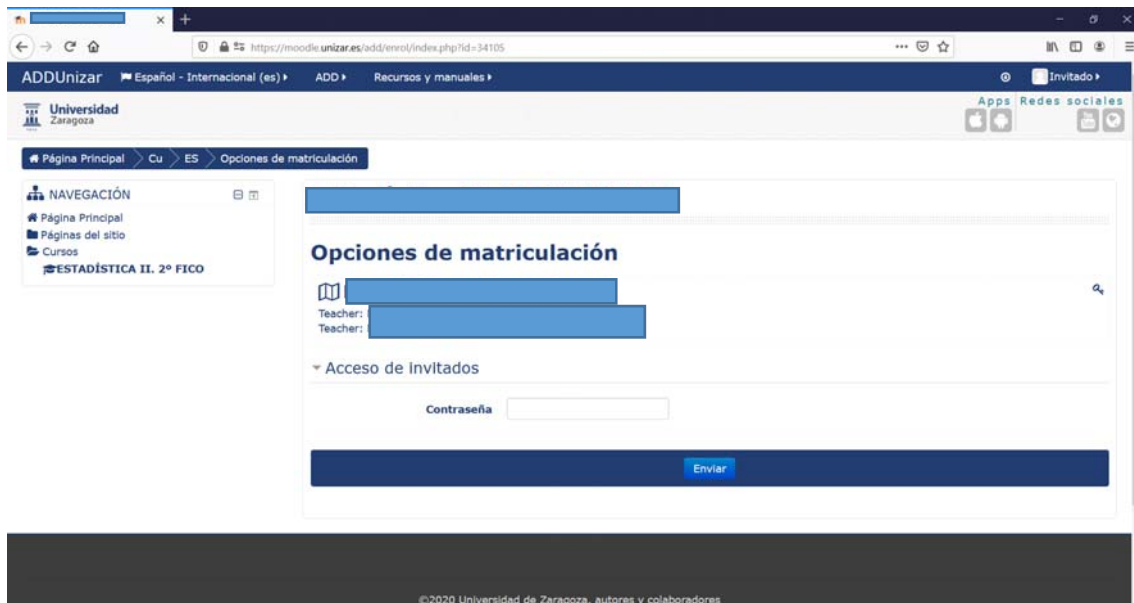 https://moodle.unizar.es/add/enrol/index.php?id=34105
ADDUnizar Español - Internacional (es) ADD Recursos y manuales Invitado
Universidad
Zaragoza
Apps Redes sociales
Página Principal Cu ES Opciones de matriculación
NAVEGACIÓN
Página Principal
Páginas del sitio
Cursos
ESTADÍSTICA II. 2º FICO
Opciones de matriculación
Teacher:
Teacher:
Acceso de invitados
Contraseña
Enviar
©2020 Universidad de Zaragoza, autores y colaboradores